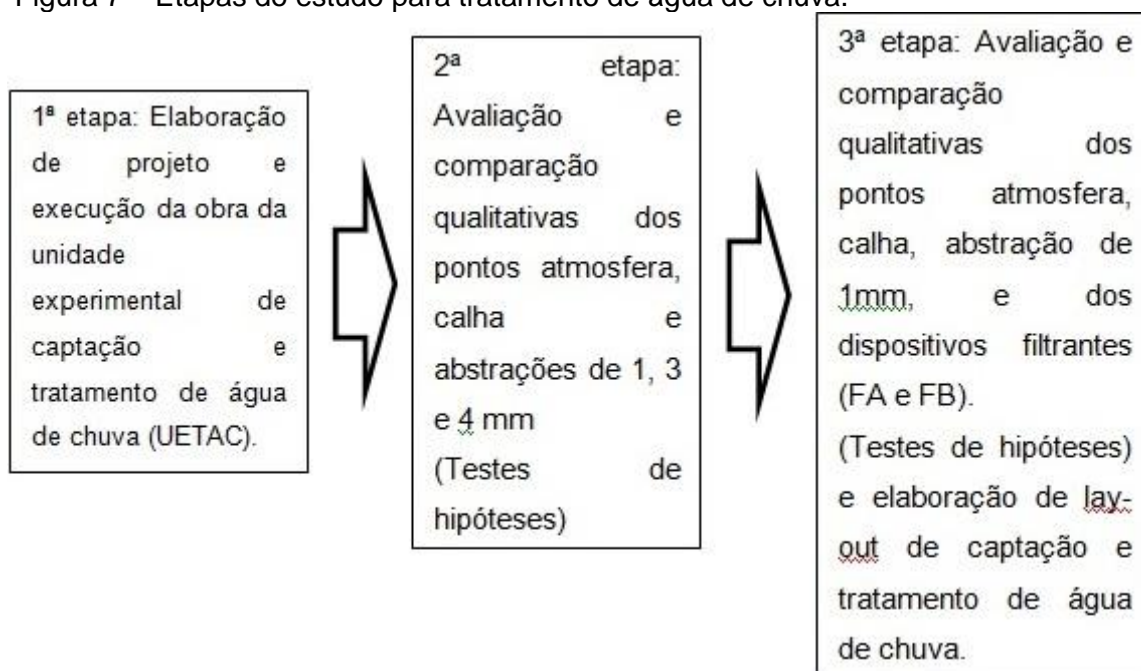 Figura 7 – Etapas do estudo para tratamento de água de chuva.
1ª etapa: Elaboração
de projeto e
execução da obra da
unidade
experimental de
captação e
tratamento de água
de chuva (UETAC).
2ª etapa:
Avaliação e
comparação
qualitativas dos
pontos atmosfera,
calha e
abstrações de 1, 3
e 4 mm
(Testes de
hipóteses)
3ª etapa: Avaliação e
comparação
qualitativas dos
pontos atmosfera,
calha, abstração de
1mm, e dos
dispositivos filtrantes
(FA e FB).
(Testes de hipóteses)
e elaboração de lay-
out de captação e
tratamento de água
de chuva.